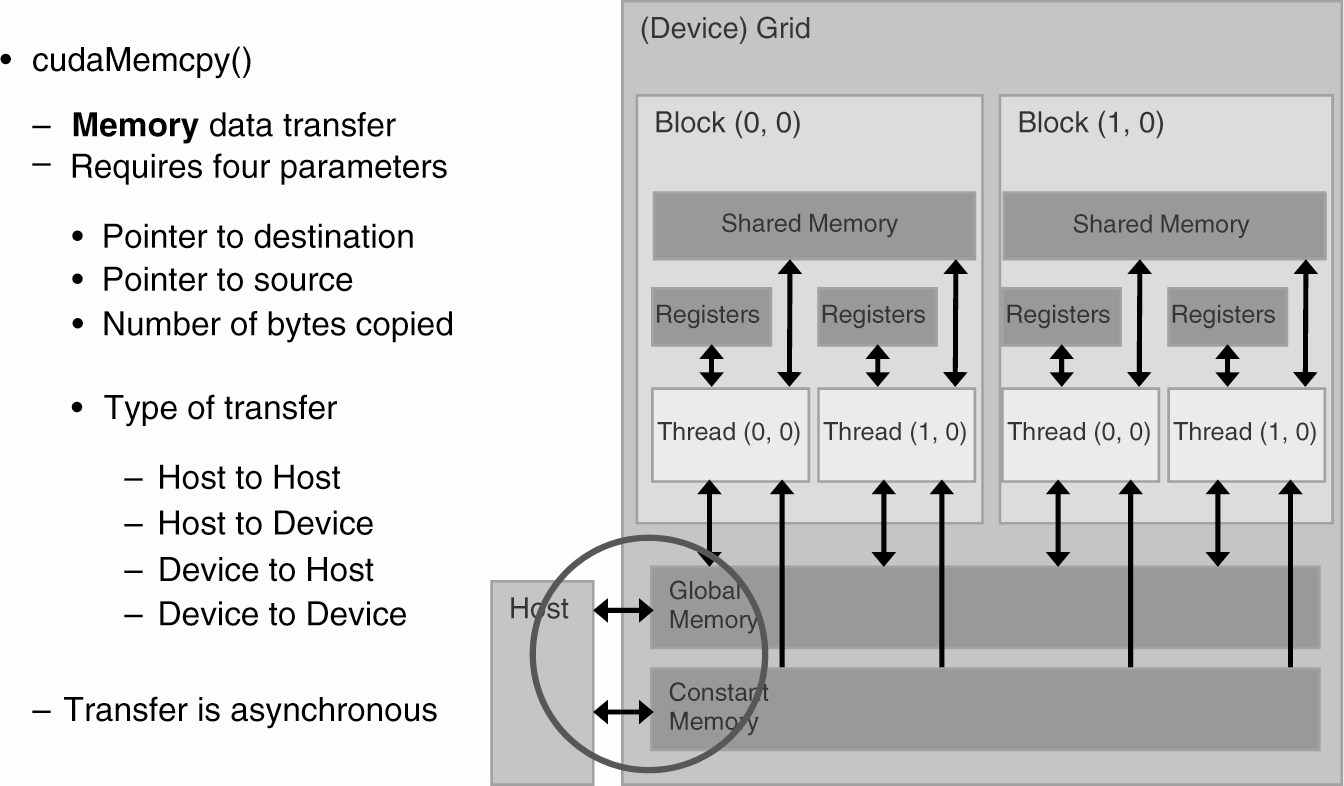 • cudaMemcpy()
– Memory data transfer
– Requires four parameters
• Pointer to destination
• Pointer to source
• Number of bytes copied
• Type of transfer
– Host to Host
– Host to Device
– Device to Host
– Device to Device
– Transfer is asynchronous
(Device) Grid
Block (0, 0)
Block (1, 0)
Shared Memory
Shared Memory
Registers
Registers
Registers
Registers
Thread (0, 0)
Thread (1, 0)
Thread (0, 0)
Thread (1, 0)
Host
Global
Memory
Constant
Memory